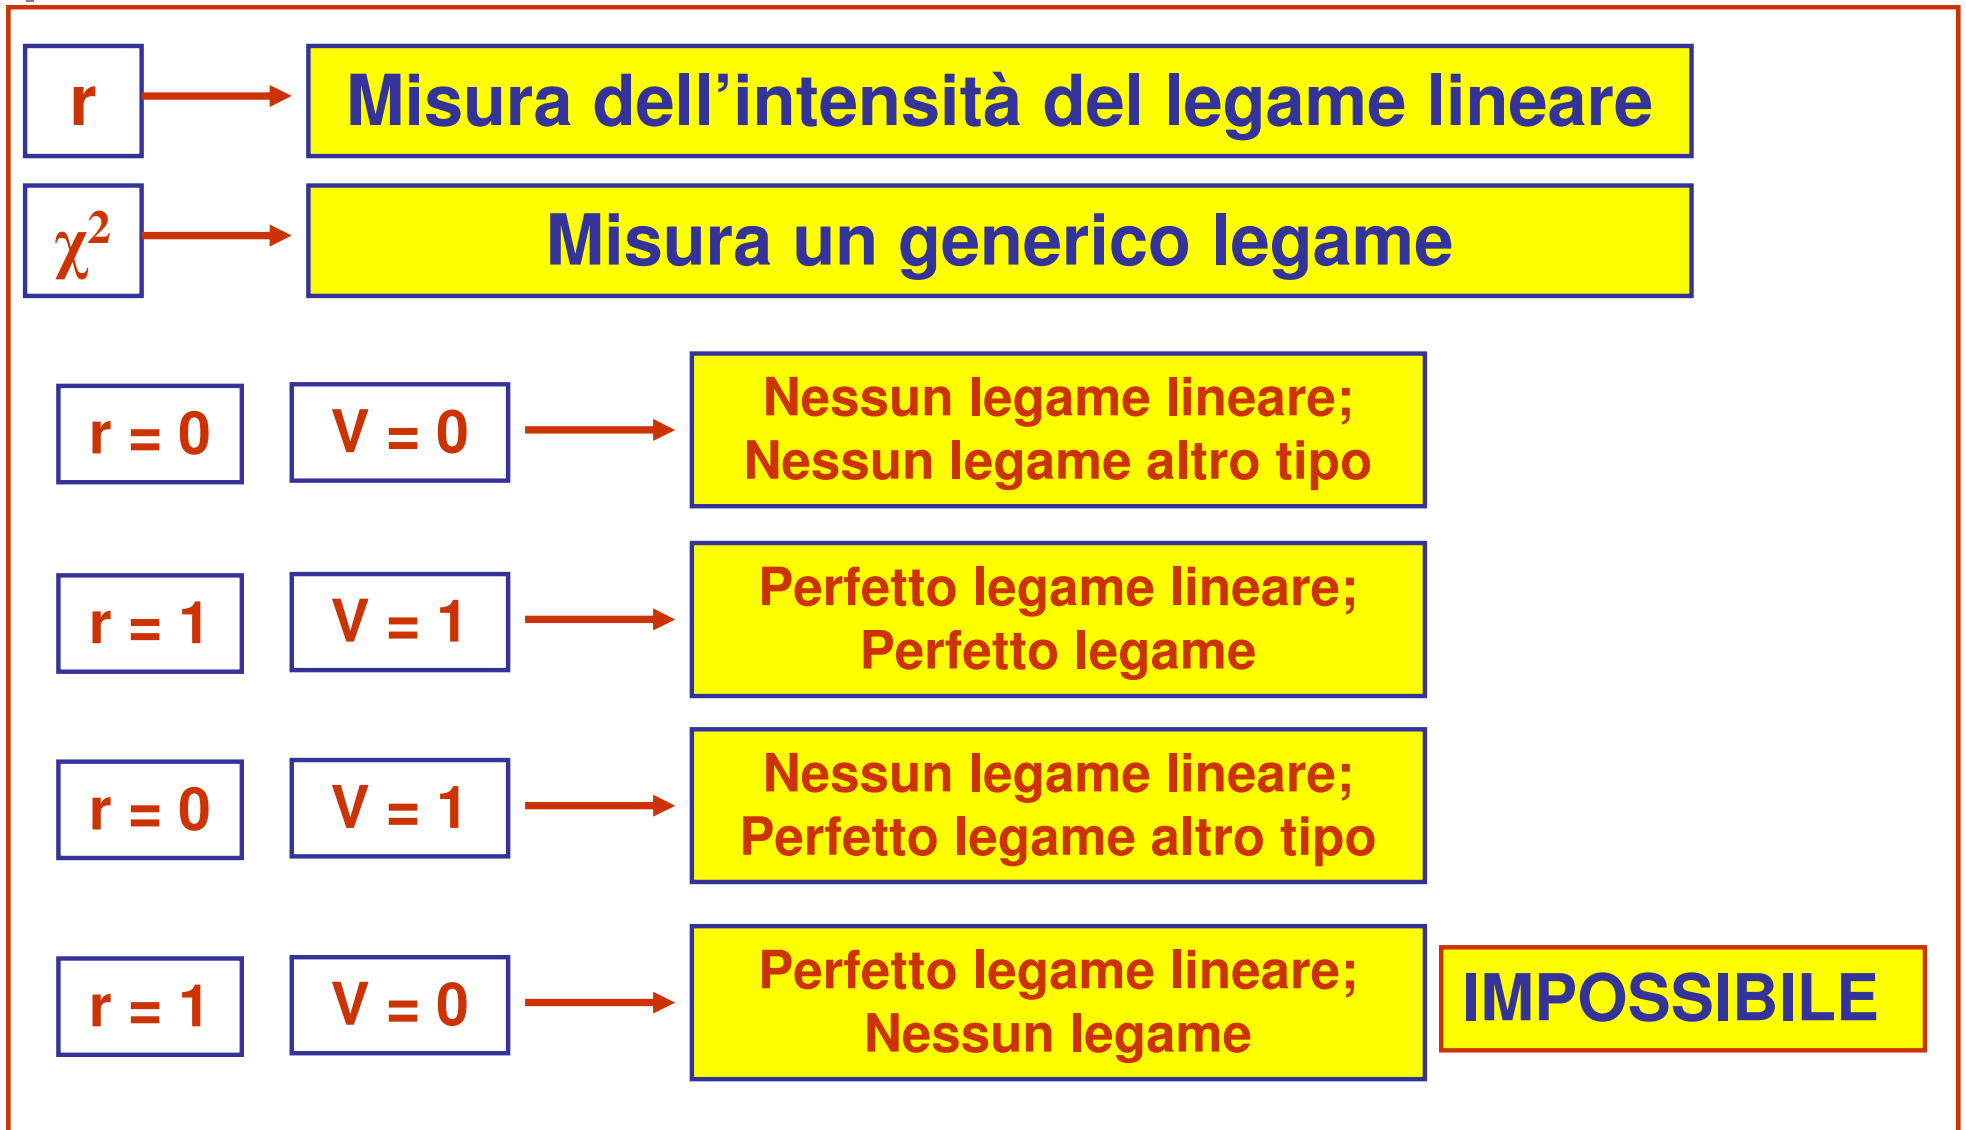 r
Misura dell'intensità del legame lineare
χ²
Misura un generico legame
r = 0
V = 0
Nessun legame lineare;
Nessun legame altro tipo
r = 1
V = 1
Perfetto legame lineare;
Perfetto legame
r = 0
V = 1
Nessun legame lineare;
Perfetto legame altro tipo
r = 1
V = 0
Perfetto legame lineare;
Nessun legame
IMPOSSIBILE